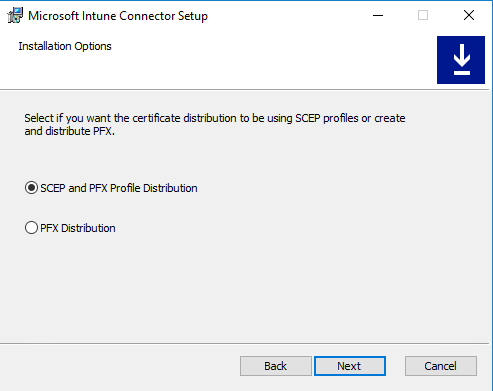 Microsoft Intune Connector Setup
Installation Options
Select if you want the certificate distribution to be using SCEP profiles or create
and distribute PFX.
SCEP and PFX Profile Distribution
PFX Distribution
Back Next Cancel